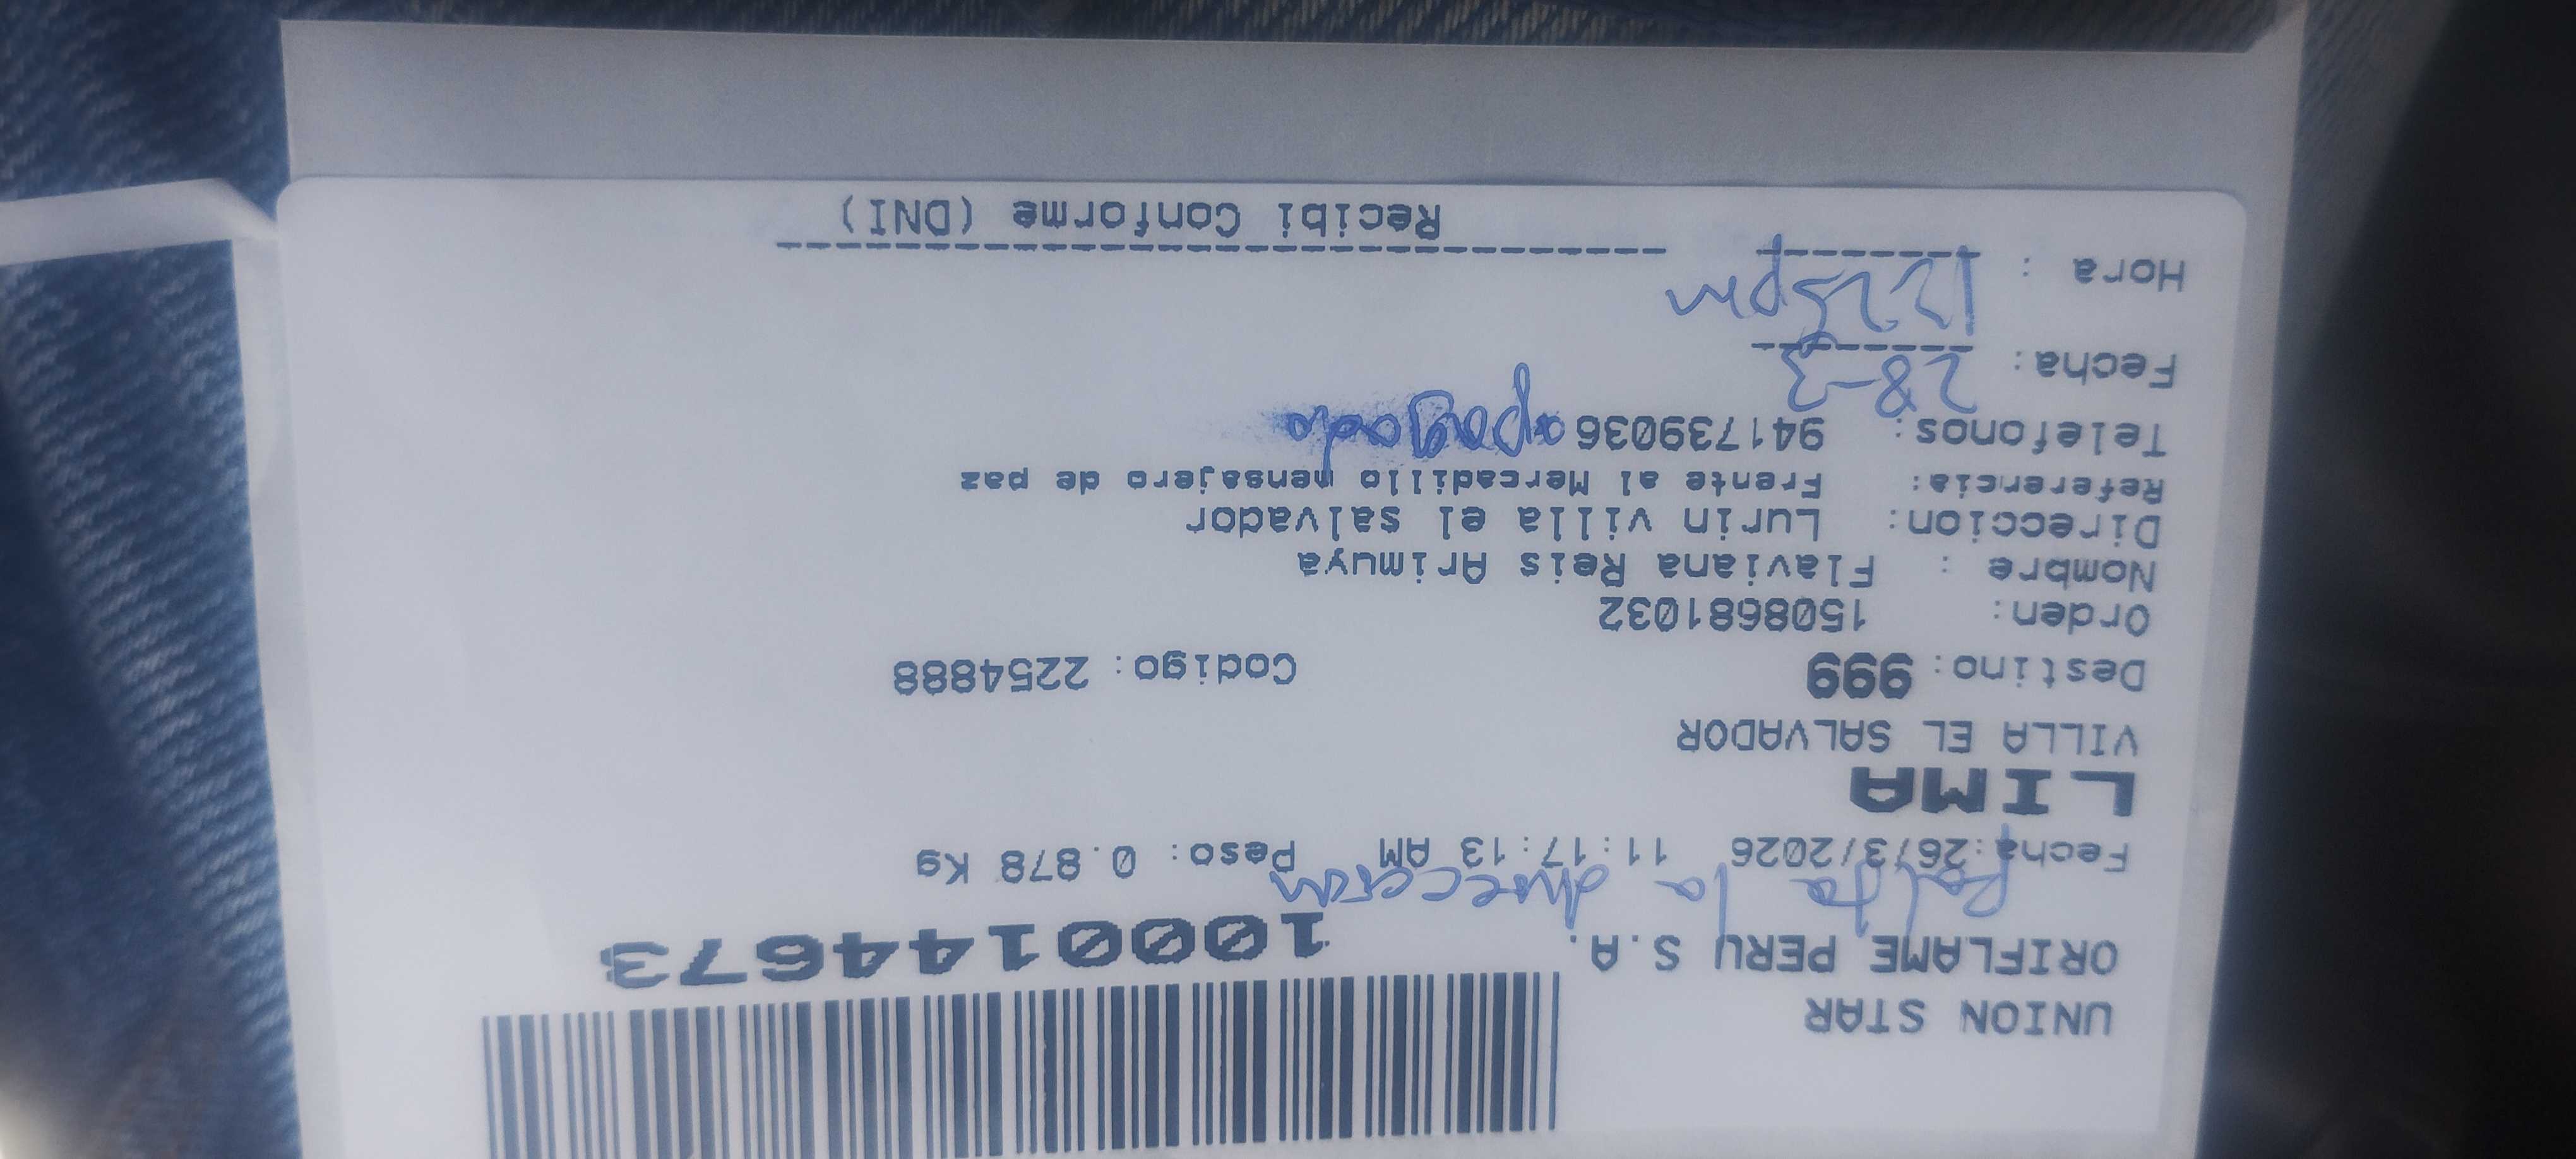 UNION STAR
ORIFLAME PERU S.A.
1000144673
falta la direccion
Fecha:26/3/2026 11:17:13 AM Peso: 0.878 Kg
LIMA
VILLA EL SALVADOR
Destino: 999 Codigo: 2254888
Orden: 1508681032
Nombre : Flaviana Reis Arimuya
Direccion: Lurin villa el salvador
Referencia: Frente al Mercadillo mensajero de paz
Telefonos: 941739036 apagado
Fecha: 28-3
Hora : 12:25pm
Recibi Conforme (DNI)